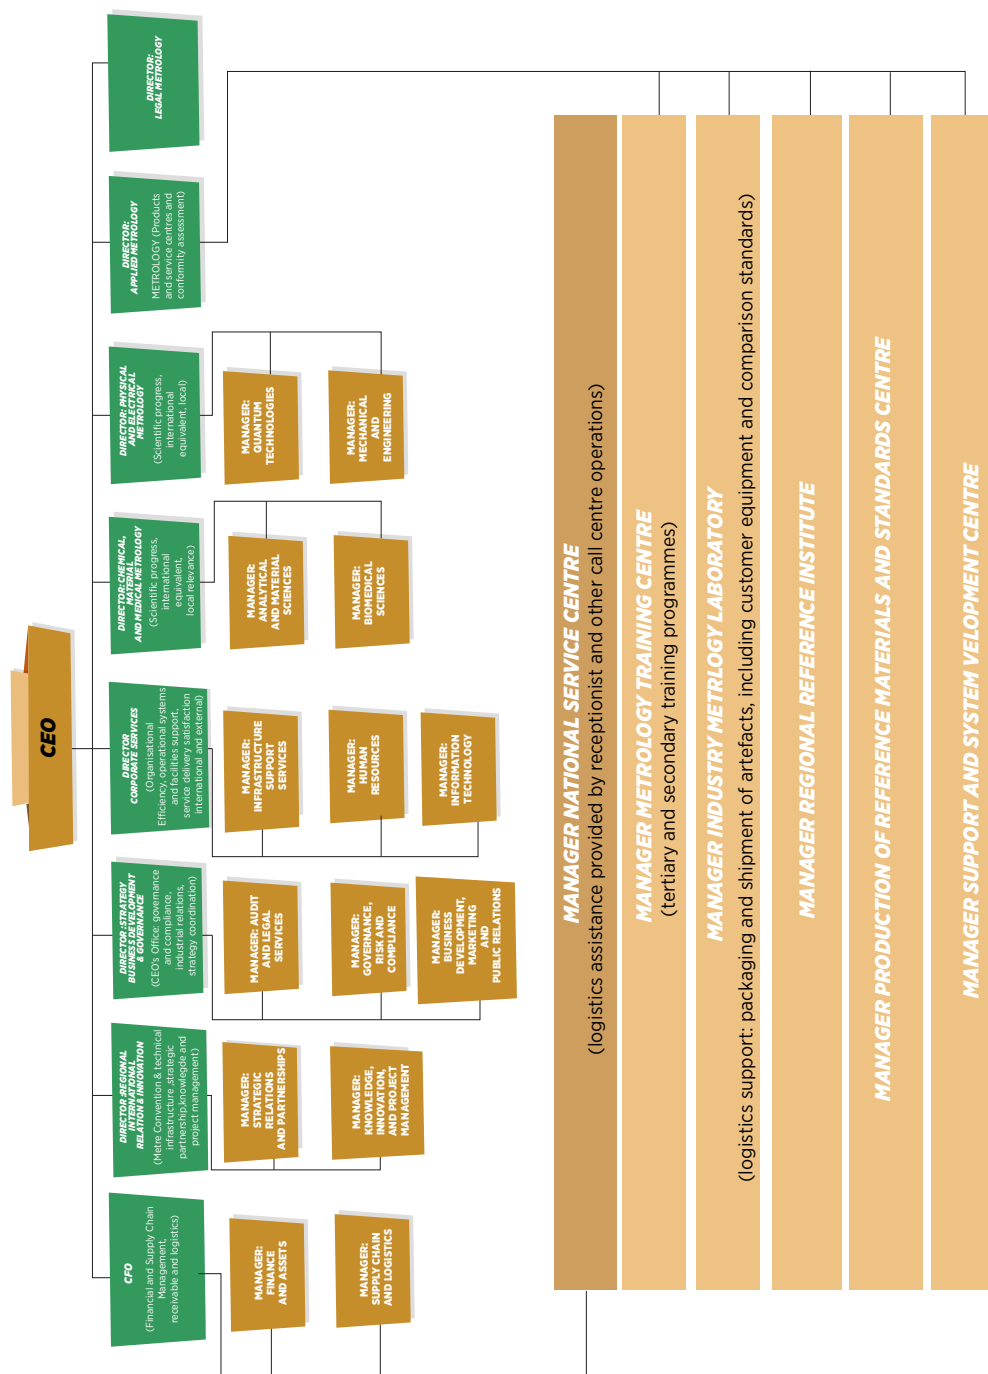 CEO
CFO
(Financial and Supply Chain
Management,
receivable and logistics)
DIRECTOR :REGIONAL
INTERNATIONAL
RELATION & INNOVATION
(Metre Convention & technical
infrastructure ,strategic
partnership,knowlegde and
project management)
DIRECTOR :STRATEGY
BUSINESS DEVELOPMENT
& GOVERNANCE
(CEO's Office: governance
and compliance,
industrial relations,
strategy coordination)
DIRECTOR
CORPORATE SERVICES
(Organisational
Efficiency, operational systems
and facilities support,
service delivery satisfaction
international and external)
DIRECTOR: CHEMICAL,
MATERIAL
AND MEDICAL METROLOGY
(Scientific progress,
international
equivalent,
local relevance)
DIRECTOR: PHYSICAL
AND ELECTRICAL
METROLOGY
(Scientific progress,
international
equivalent, local)
DIRECTOR:
APPLIED METROLOGY
METROLOGY (Products
and service centres and
conformity assessment)
DIRECTOR:
LEGAL METROLOGY
MANAGER:
FINANCE
AND ASSETS
MANAGER:
SUPPLY CHAIN
AND LOGISTICS
MANAGER:
STRATEGIC
RELATIONS
AND PARTNERSHIPS
MANAGER:
KNOWLEDGE,
INNOVATION,
AND PROJECT
MANAGEMENT
MANAGER: AUDIT
AND LEGAL
SERVICES
MANAGER:
GOVERNANCE,
RISK AND
COMPLIANCE
MANAGER:
BUSINESS
DEVELOPMENT,
MARKETING
AND
PUBLIC RELATIONS
MANAGER:
INFRASTRUCTURE
SUPPORT
SERVICES
MANAGER:
HUMAN
RESOURCES
MANAGER:
INFORMATION
TECHNOLOGY
MANAGER:
ANALYTICAL
AND MATERIAL
SCIENCES
MANAGER:
BIOMEDICAL
SCIENCES
MANAGER:
QUANTUM
TECHNOLOGIES
MANAGER:
MECHANICAL
AND
ENGINEERING
MANAGER NATIONAL SERVICE CENTRE
(logistics assistance provided by receptionist and other call centre operations)
MANAGER METROLOGY TRAINING CENTRE
(tertiary and secondary training programmes)
MANAGER INDUSTRY METRLOGY LABORATORY
(logistics support: packaging and shipment of artefacts, including customer equipment and comparison standards)
MANAGER REGIONAL REFERENCE INSTITUTE
MANAGER PRODUCTION OF REFERENCE MATERIALS AND STANDARDS CENTRE
MANAGER SUPPORT AND SYSTEM VELOPMENT CENTRE